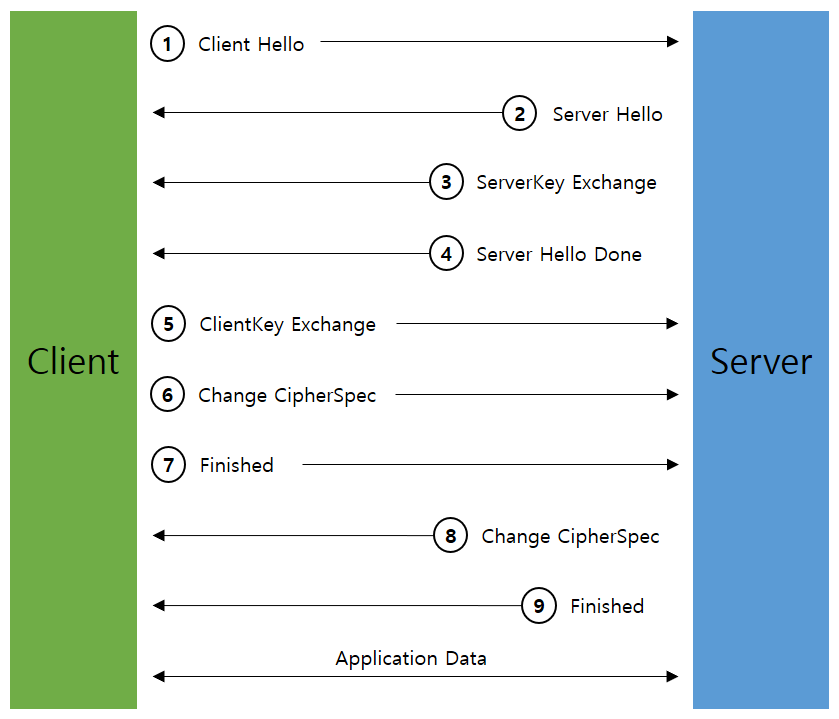 1 Client Hello
2 Server Hello
3 ServerKey Exchange
4 Server Hello Done
5 ClientKey Exchange
Client
Server
6 Change CipherSpec
7 Finished
8 Change CipherSpec
9 Finished
Application Data